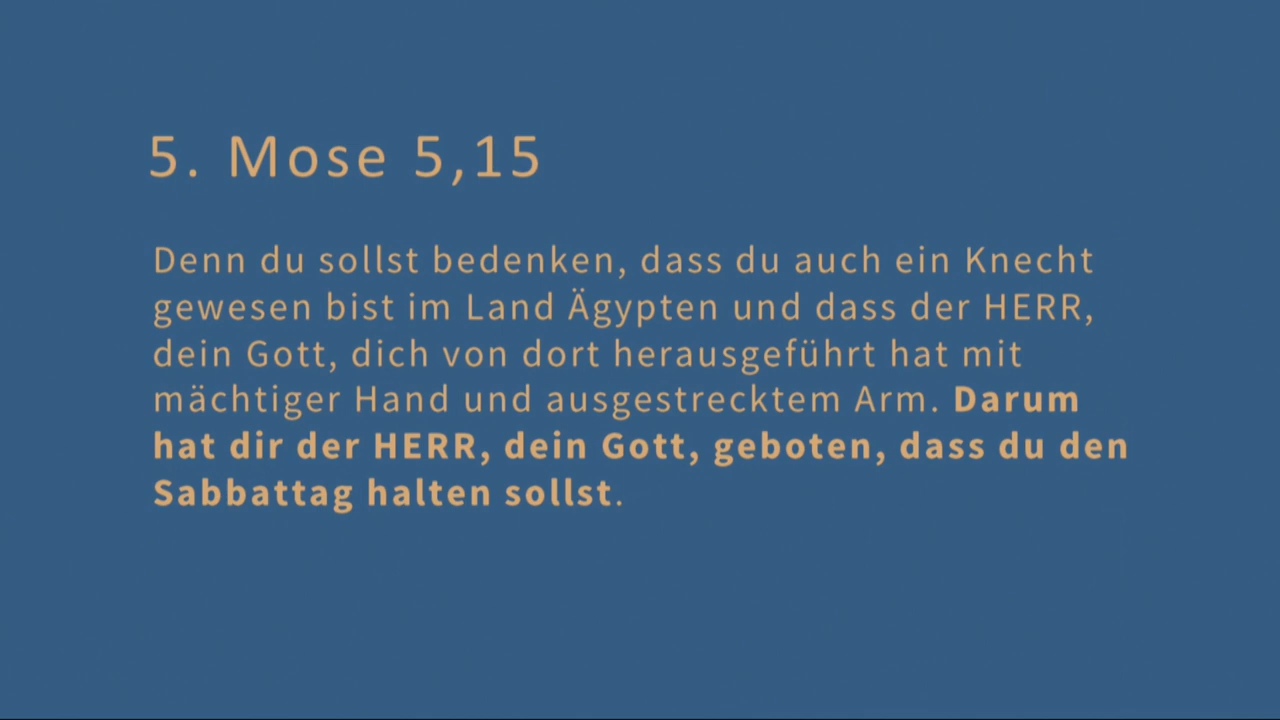 5. Mose 5,15
Denn du sollst bedenken, dass du auch ein Knecht
gewesen bist im Land Ägypten und dass der HERR,
dein Gott, dich von dort herausgeführt hat mit
mächtiger Hand und ausgestrecktem Arm. Darum
hat dir der HERR, dein Gott, geboten, dass du den
Sabbattag halten sollst.